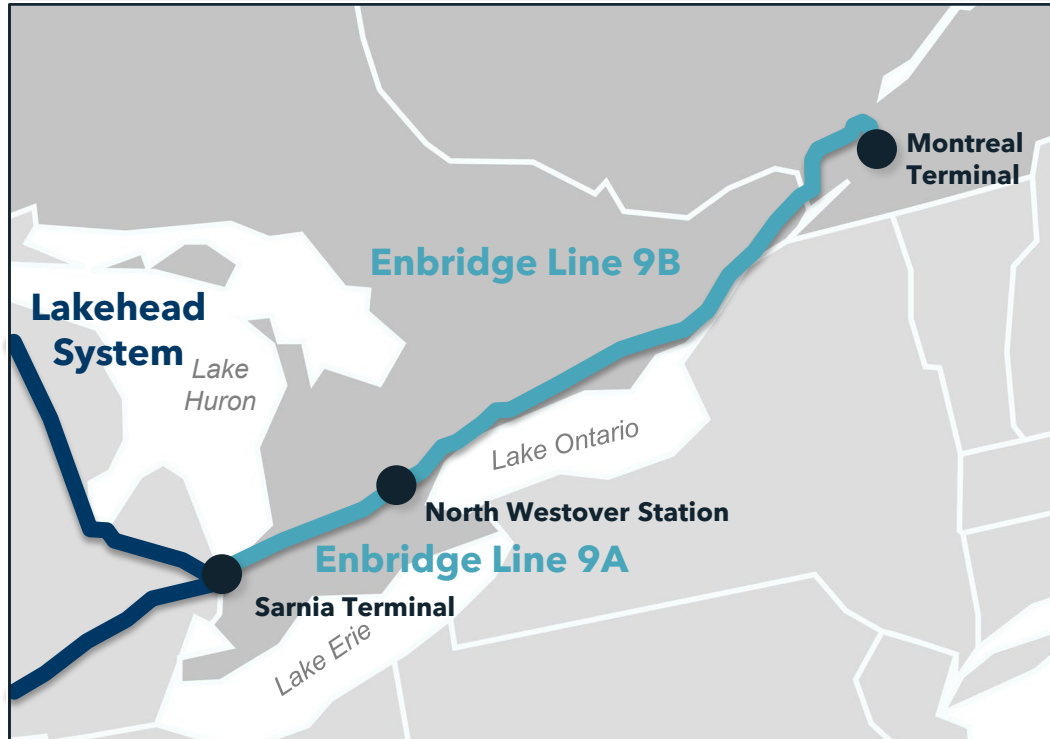 Montreal
Terminal
Enbridge Line 9B
Lakehead
System
Lake
Huron
Lake Ontario
North Westover Station
Enbridge Line 9A
Sarnia Terminal
Lake Erie